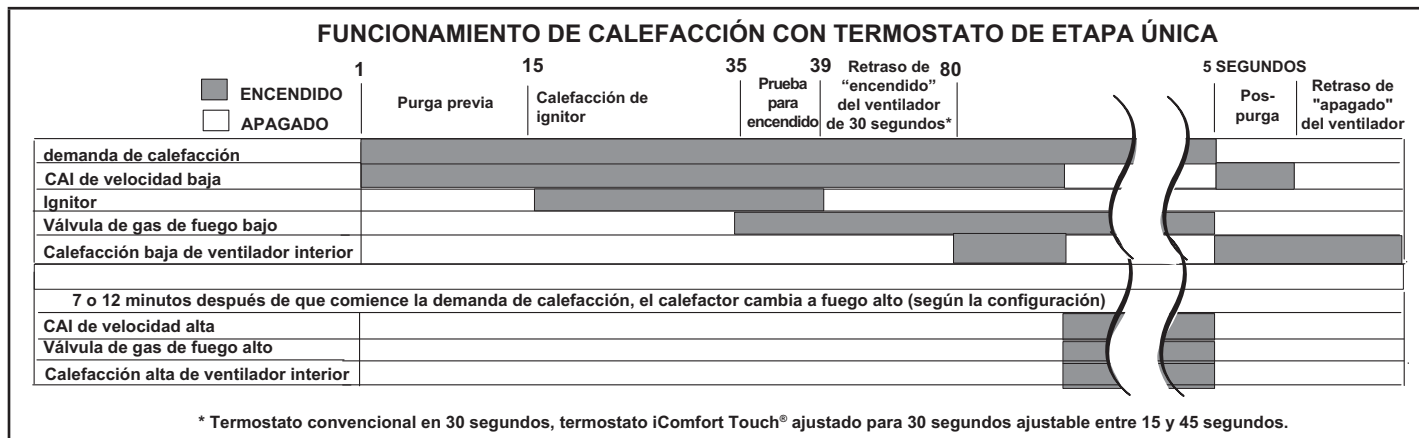 FUNCIONAMIENTO DE CALEFACCIÓN CON TERMOSTATO DE ETAPA ÚNICA
1 15 35 39 80 5 SEGUNDOS
ENCENDIDO
APAGADO
Purga previa
Calefacción de
ignitor
Prueba
para
encendido
Retraso de
“encendido”
del ventilador
de 30 segundos*
Pos-
purga
Retraso de
"apagado"
del ventilador
demanda de calefacción
CAI de velocidad baja
Ignitor
Válvula de gas de fuego bajo
Calefacción baja de ventilador interior
7 o 12 minutos después de que comience la demanda de calefacción, el calefactor cambia a fuego alto (según la configuración)
CAI de velocidad alta
Válvula de gas de fuego alto
Calefacción alta de ventilador interior
* Termostato convencional en 30 segundos, termostato iComfort Touch® ajustado para 30 segundos ajustable entre 15 y 45 segundos.